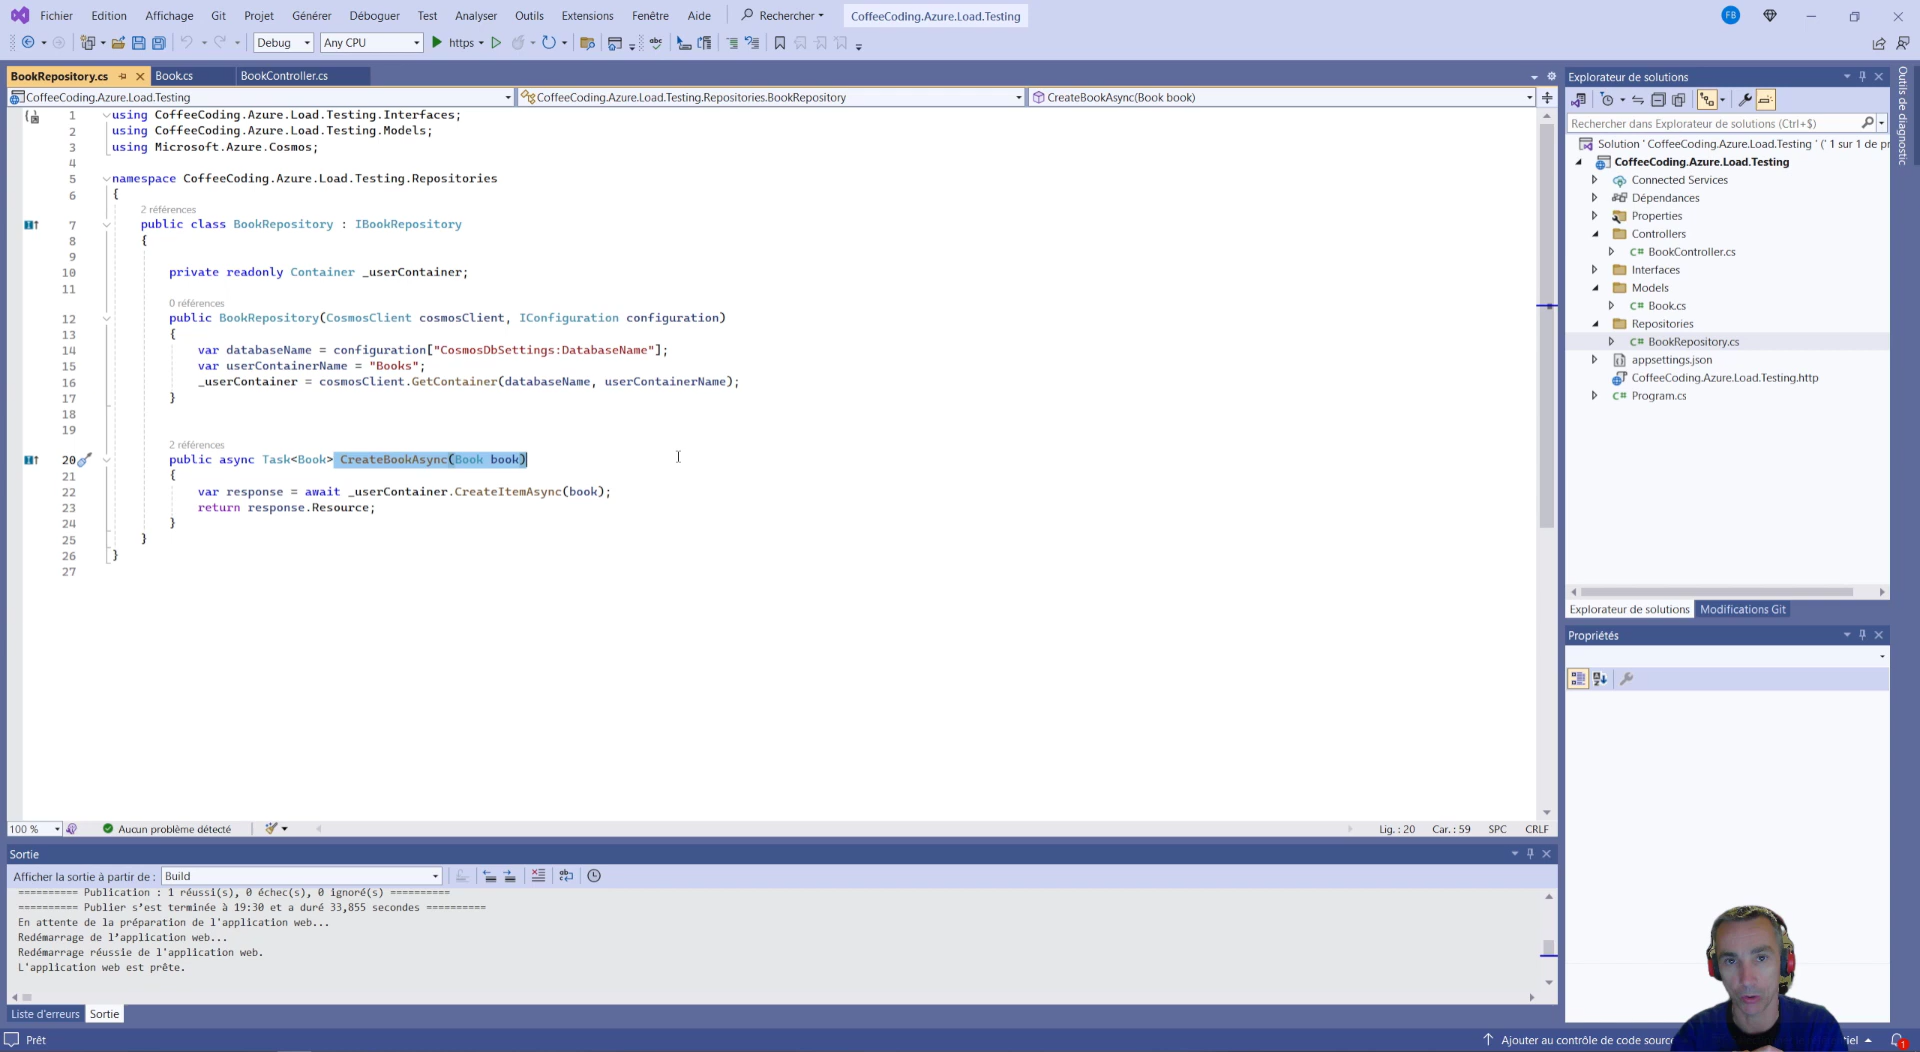 Fichier Edition Affichage Git Projet Générer Déboguer Test Analyser Outils Extensions Fenêtre Aide Rechercher CoffeeCoding.Azure.Load.Testing FB
Debug Any CPU https
BookRepository.cs Book.cs BookController.cs
CoffeeCoding.Azure.Load.Testing CoffeeCoding.Azure.Load.Testing.Repositories.BookRepository CreateBookAsync(Book book)
1 using CoffeeCoding.Azure.Load.Testing.Interfaces;
2 using CoffeeCoding.Azure.Load.Testing.Models;
3 using Microsoft.Azure.Cosmos;
4
5 namespace CoffeeCoding.Azure.Load.Testing.Repositories
6 {
2 références
7 public class BookRepository : IBookRepository
8 {
9
10 private readonly Container _userContainer;
11
0 références
12 public BookRepository(CosmosClient cosmosClient, IConfiguration configuration)
13 {
14 var databaseName = configuration["CosmosDbSettings:DatabaseName"];
15 var userContainerName = "Books";
16 _userContainer = cosmosClient.GetContainer(databaseName, userContainerName);
17 }
18
19
2 références
20 public async Task<Book> CreateBookAsync(Book book)
21 {
22 var response = await _userContainer.CreateItemAsync(book);
23 return response.Resource;
24 }
25 }
26 }
27
100 % Aucun problème détecté Lig. : 20 Car. : 59 SPC CRLF
Sortie
Afficher la sortie à partir de : Build
========== Publication : 1 réussi(s), 0 échec(s), 0 ignoré(s) ==========
========== Publier s'est terminée à 19:30 et a duré 33,855 secondes ==========
En attente de la préparation de l'application web...
Redémarrage de l'application web...
Redémarrage réussie de l'application web.
L'application web est prête.
Liste d'erreurs Sortie
Prêt
Explorateur de solutions
Rechercher dans Explorateur de solutions (Ctrl+$)
Solution ' CoffeeCoding.Azure.Load.Testing ' (' 1 sur 1 de pr
CoffeeCoding.Azure.Load.Testing
Connected Services
Dépendances
Properties
Controllers
C# BookController.cs
Interfaces
Models
C# Book.cs
Repositories
C# BookRepository.cs
appsettings.json
CoffeeCoding.Azure.Load.Testing.http
C# Program.cs
Explorateur de solutions Modifications Git
Propriétés
Outils de diagnostic
Ajouter au contrôle de code source
1